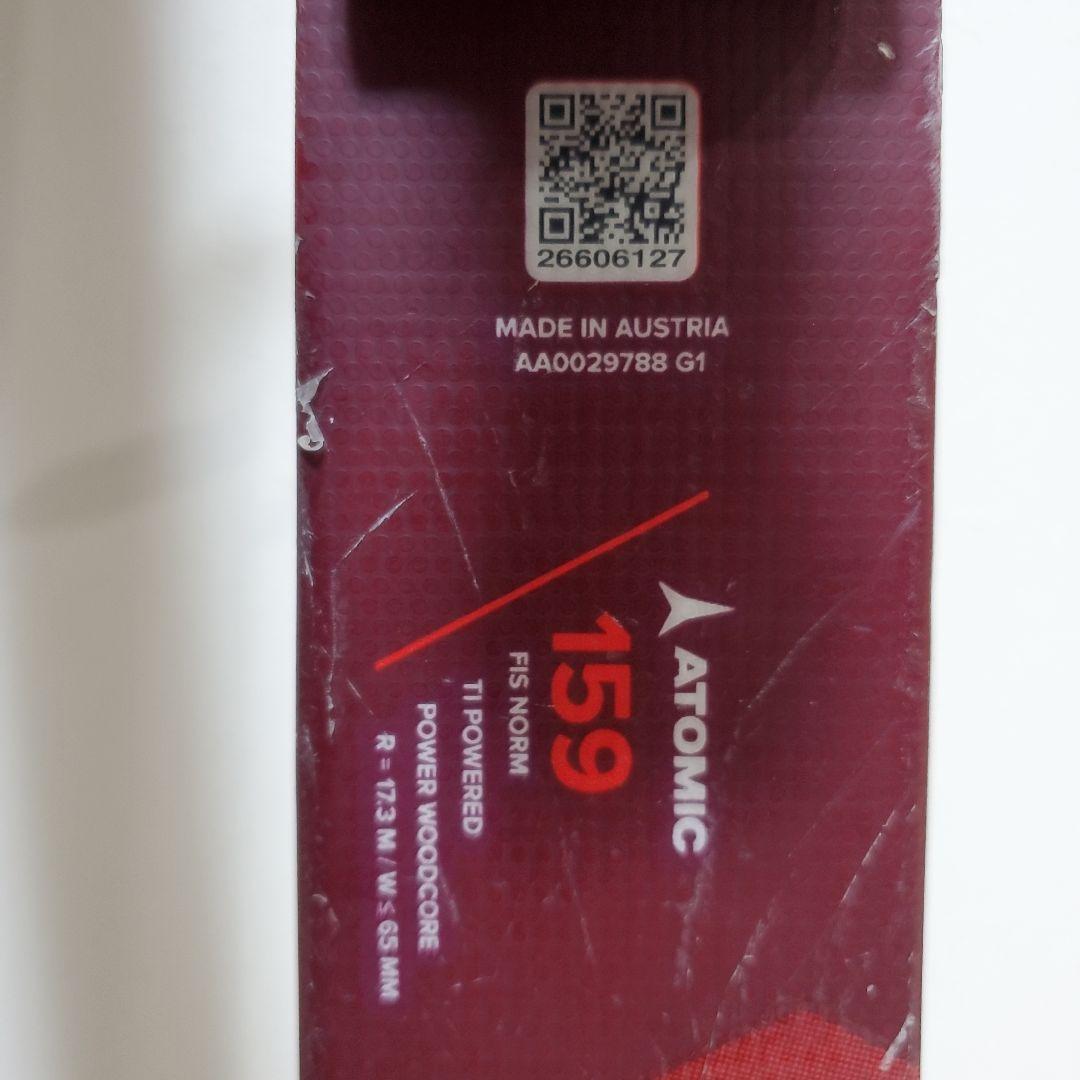 26606127
MADE IN AUSTRIA
AA0029788 G1
ATOMIC
159
FIS NORM
TI POWERED
POWER WOODCORE
R = 17.3 M / W ≤ 65 MM